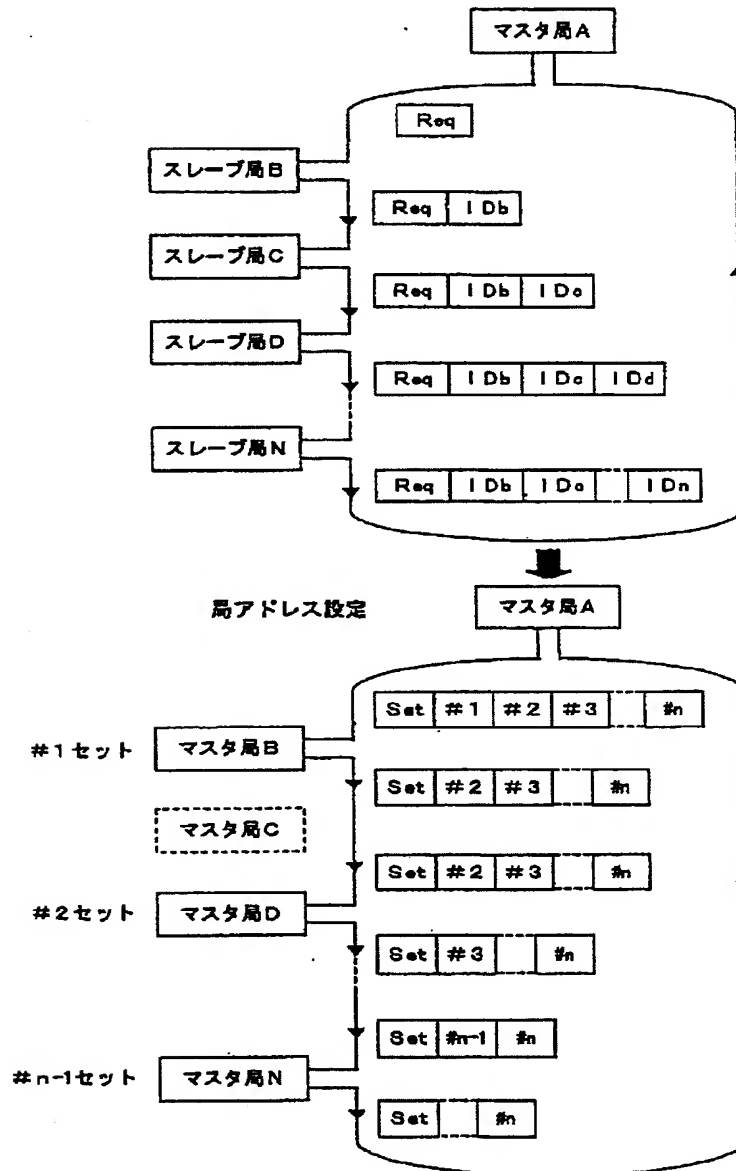 マスタ局A
Req
スレーブ局B
Req IDb
スレーブ局C
Req IDb IDc
スレーブ局D
Req IDb IDc IDd
スレーブ局N
Req IDb IDc IDn
局アドレス設定
マスタ局A
Set #1 #2 #3 #n
#1セット マスタ局B
Set #2 #3 #n
マスタ局C
Set #2 #3 #n
#2セット マスタ局D
Set #3 #n
Set #n-1 #n
#n-1セット マスタ局N
Set #n